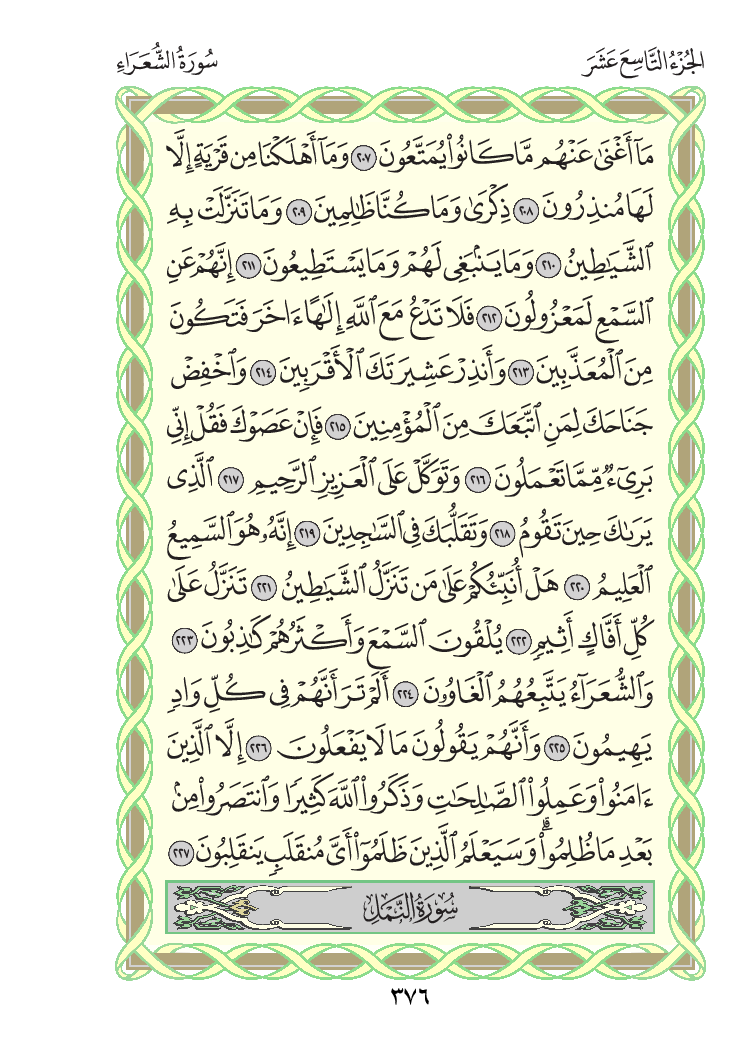 الجُزْءُ التَّاسِعَ عَشَرَ
سُورَةُ الشُّعَرَاءِ
مَآ أَغْنَىٰ عَنْهُم مَّا كَانُوا۟ يُمَتَّعُونَ ٢٠٧ وَمَآ أَهْلَكْنَا مِن قَرْيَةٍ إِلَّا
لَهَا مُنذِرُونَ ٢٠٨ ذِكْرَىٰ وَمَا كُنَّا ظَٰلِمِينَ ٢٠٩ وَمَا تَنَزَّلَتْ بِهِ
ٱلشَّيَٰطِينُ ٢١٠ وَمَا يَنۢبَغِى لَهُمْ وَمَا يَسْتَطِيعُونَ ٢١١ إِنَّهُمْ عَنِ
ٱلسَّمْعِ لَمَعْزُولُونَ ٢١٢ فَلَا تَدْعُ مَعَ ٱللَّهِ إِلَٰهًا ءَاخَرَ فَتَكُونَ
مِنَ ٱلْمُعَذَّبِينَ ٢١٣ وَأَنذِرْ عَشِيرَتَكَ ٱلْأَقْرَبِينَ ٢١٤ وَٱخْفِضْ
جَنَاحَكَ لِمَنِ ٱتَّبَعَكَ مِنَ ٱلْمُؤْمِنِينَ ٢١٥ فَإِنْ عَصَوْكَ فَقُلْ إِنِّى
بَرِىٓءٌ مِّمَّا تَعْمَلُونَ ٢١٦ وَتَوَكَّلْ عَلَى ٱلْعَزِيزِ ٱلرَّحِيمِ ٢١٧ ٱلَّذِى
يَرَىٰكَ حِينَ تَقُومُ ٢١٨ وَتَقَلُّبَكَ فِى ٱلسَّٰجِدِينَ ٢١٩ إِنَّهُۥ هُوَ ٱلسَّمِيعُ
ٱلْعَلِيمُ ٢٢٠ هَلْ أُنَبِّئُكُمْ عَلَىٰ مَن تَنَزَّلُ ٱلشَّيَٰطِينُ ٢٢١ تَنَزَّلُ عَلَىٰ
كُلِّ أَفَّاكٍ أَثِيمٍ ٢٢٢ يُلْقُونَ ٱلسَّمْعَ وَأَكْثَرُهُمْ كَٰذِبُونَ ٢٢٣
وَٱلشُّعَرَآءُ يَتَّبِعُهُمُ ٱلْغَاوُۥنَ ٢٢٤ أَلَمْ تَرَ أَنَّهُمْ فِى كُلِّ وَادٍ
يَهِيمُونَ ٢٢٥ وَأَنَّهُمْ يَقُولُونَ مَا لَا يَفْعَلُونَ ٢٢٦ إِلَّا ٱلَّذِينَ
ءَامَنُوا۟ وَعَمِلُوا۟ ٱلصَّٰلِحَٰتِ وَذَكَرُوا۟ ٱللَّهَ كَثِيرًا وَٱنتَصَرُوا۟ مِنۢ
بَعْدِ مَا ظُلِمُوا۟ ۗ وَسَيَعْلَمُ ٱلَّذِينَ ظَلَمُوٓا۟ أَىَّ مُنقَلَبٍ يَنقَلِبُونَ ٢٢٧
سُورَةُ النَّمْلِ
٣٧٦